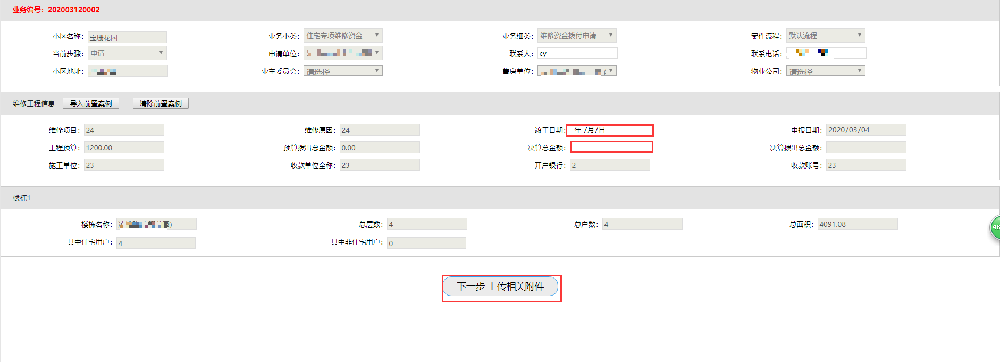 业务编号：202003120002
小区名称： 宝珊花园 业务小类： 住宅专项维修资金 业务细类： 维修资金拨付申请 案件流程： 默认流程
当前步骤： 申请 申请单位： 联系人： cy 联系电话：
小区地址： 业主委员会： 请选择 售房单位： 物业公司： 请选择
维修工程信息 导入前置案例 清除前置案例
维修项目： 24 维修原因： 24 竣工日期： 年 /月/日 申报日期： 2020/03/04
工程预算： 1200.00 预算拨出总金额： 0.00 决算总金额： 决算拨出总金额：
施工单位： 23 收款单位全称： 23 开户银行： 2 收款账号： 23
楼栋1
楼栋名称： 总层数： 4 总户数： 4 总面积： 4091.08
其中住宅用户： 4 其中非住宅用户： 0
48
下一步 上传相关附件